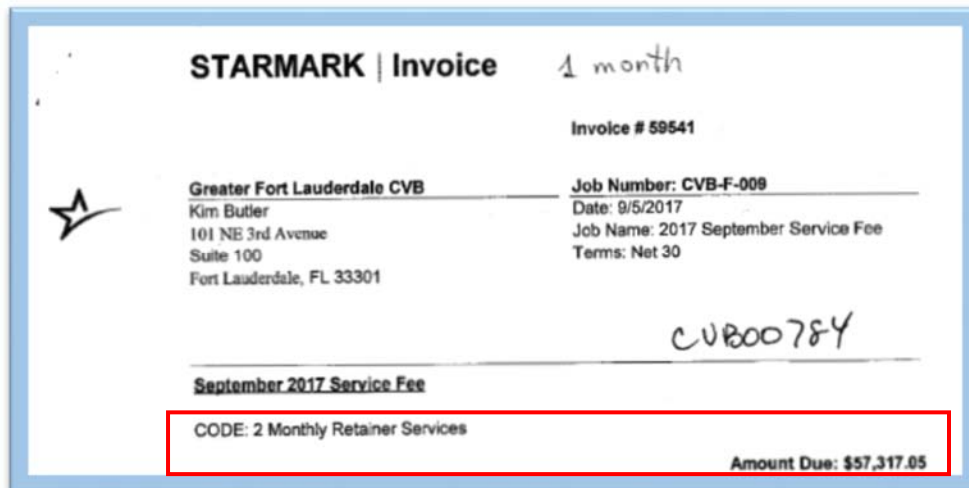 STARMARK | Invoice 1 month
Invoice # 59541
Greater Fort Lauderdale CVB
Kim Butler
101 NE 3rd Avenue
Suite 100
Fort Lauderdale, FL 33301
Job Number: CVB-F-009
Date: 9/5/2017
Job Name: 2017 September Service Fee
Terms: Net 30
CVB00784
September 2017 Service Fee
CODE: 2 Monthly Retainer Services
Amount Due: $57,317.05